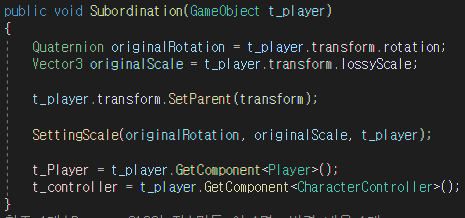 public void Subordination(GameObject t_player)
{
Quaternion originalRotation = t_player.transform.rotation;
Vector3 originalScale = t_player.transform.lossyScale;
t_player.transform.SetParent(transform);
SettingScale(originalRotation, originalScale, t_player);
t_Player = t_player.GetComponent<Player>();
t_controller = t_player.GetComponent<CharacterController>();
}